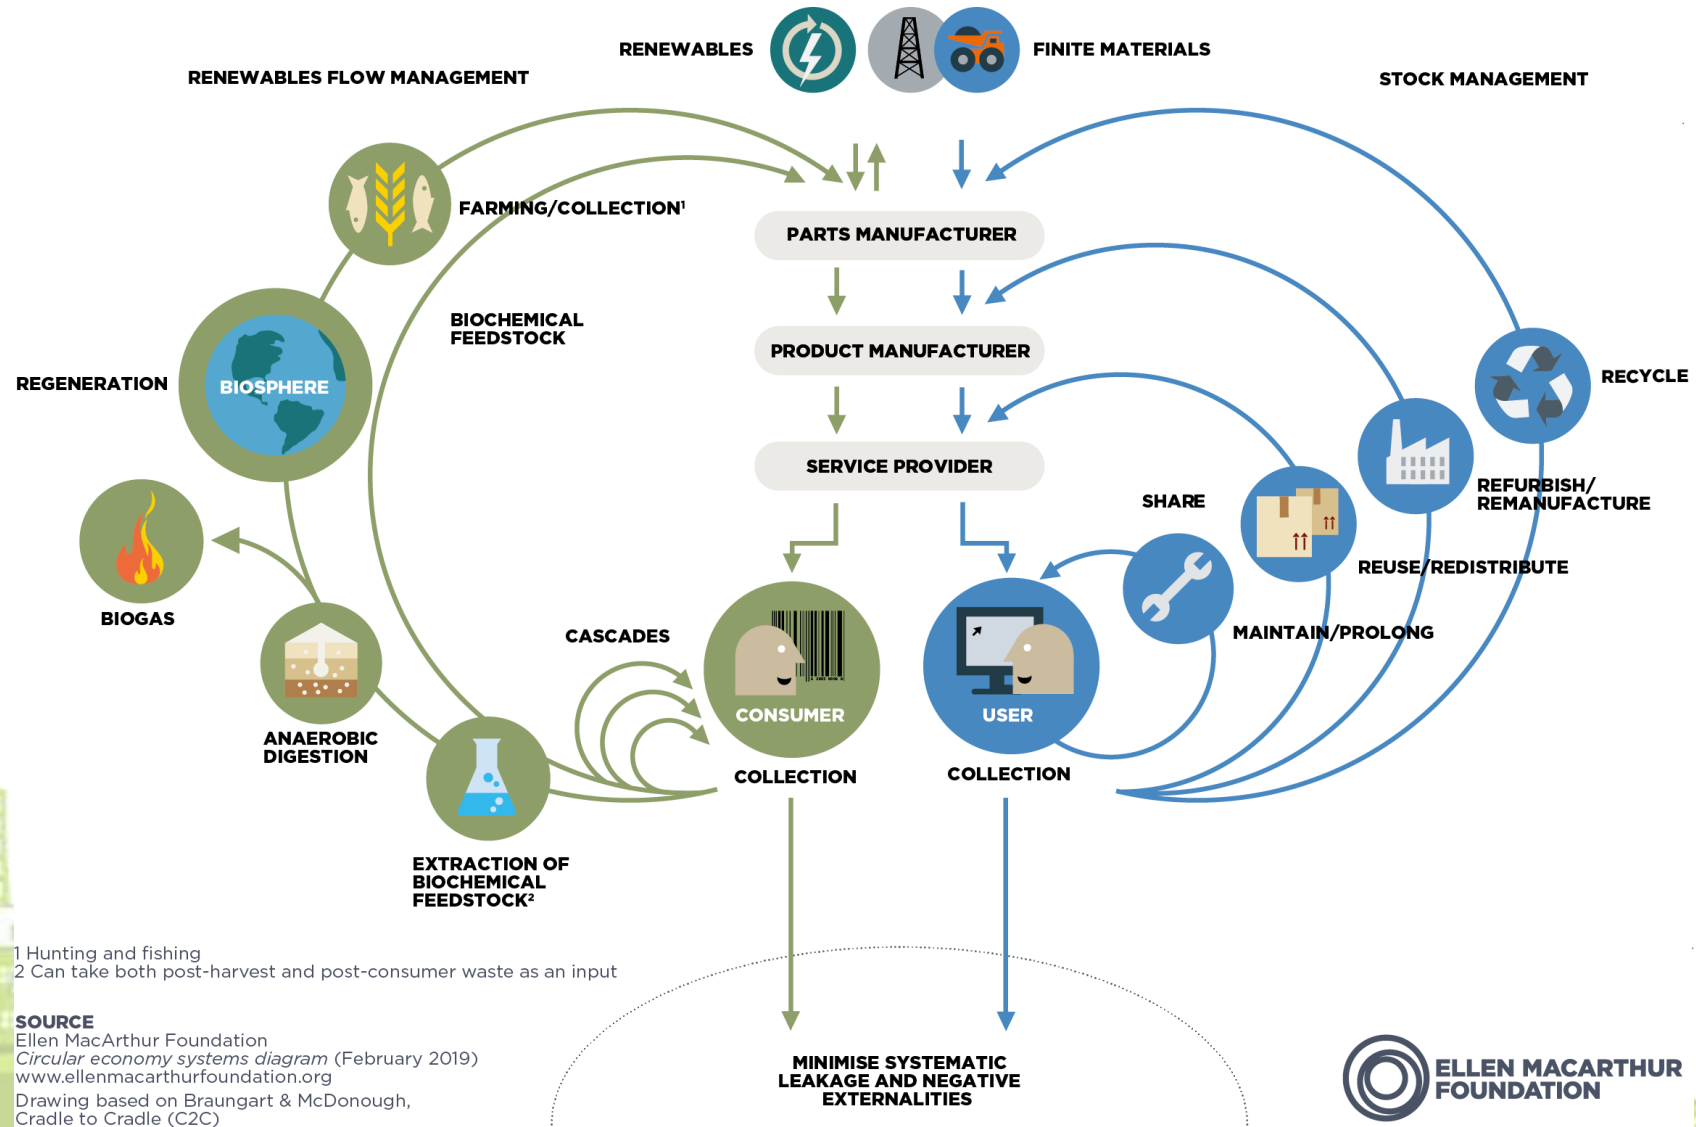 RENEWABLES
FINITE MATERIALS
RENEWABLES FLOW MANAGEMENT
STOCK MANAGEMENT
FARMING/COLLECTION¹
PARTS MANUFACTURER
BIOCHEMICAL
FEEDSTOCK
PRODUCT MANUFACTURER
REGENERATION
BIOSPHERE
RECYCLE
SERVICE PROVIDER
SHARE
REFURBISH/
REMANUFACTURE
REUSE/REDISTRIBUTE
BIOGAS
CASCADES
MAINTAIN/PROLONG
CONSUMER
USER
ANAEROBIC
DIGESTION
COLLECTION
COLLECTION
EXTRACTION OF
BIOCHEMICAL
FEEDSTOCK²
1 Hunting and fishing
2 Can take both post-harvest and post-consumer waste as an input
SOURCE
Ellen MacArthur Foundation
Circular economy systems diagram (February 2019)
www.ellenmacarthurfoundation.org
Drawing based on Braungart & McDonough,
Cradle to Cradle (C2C)
MINIMISE SYSTEMATIC
LEAKAGE AND NEGATIVE
EXTERNALITIES
ELLEN MACARTHUR
FOUNDATION